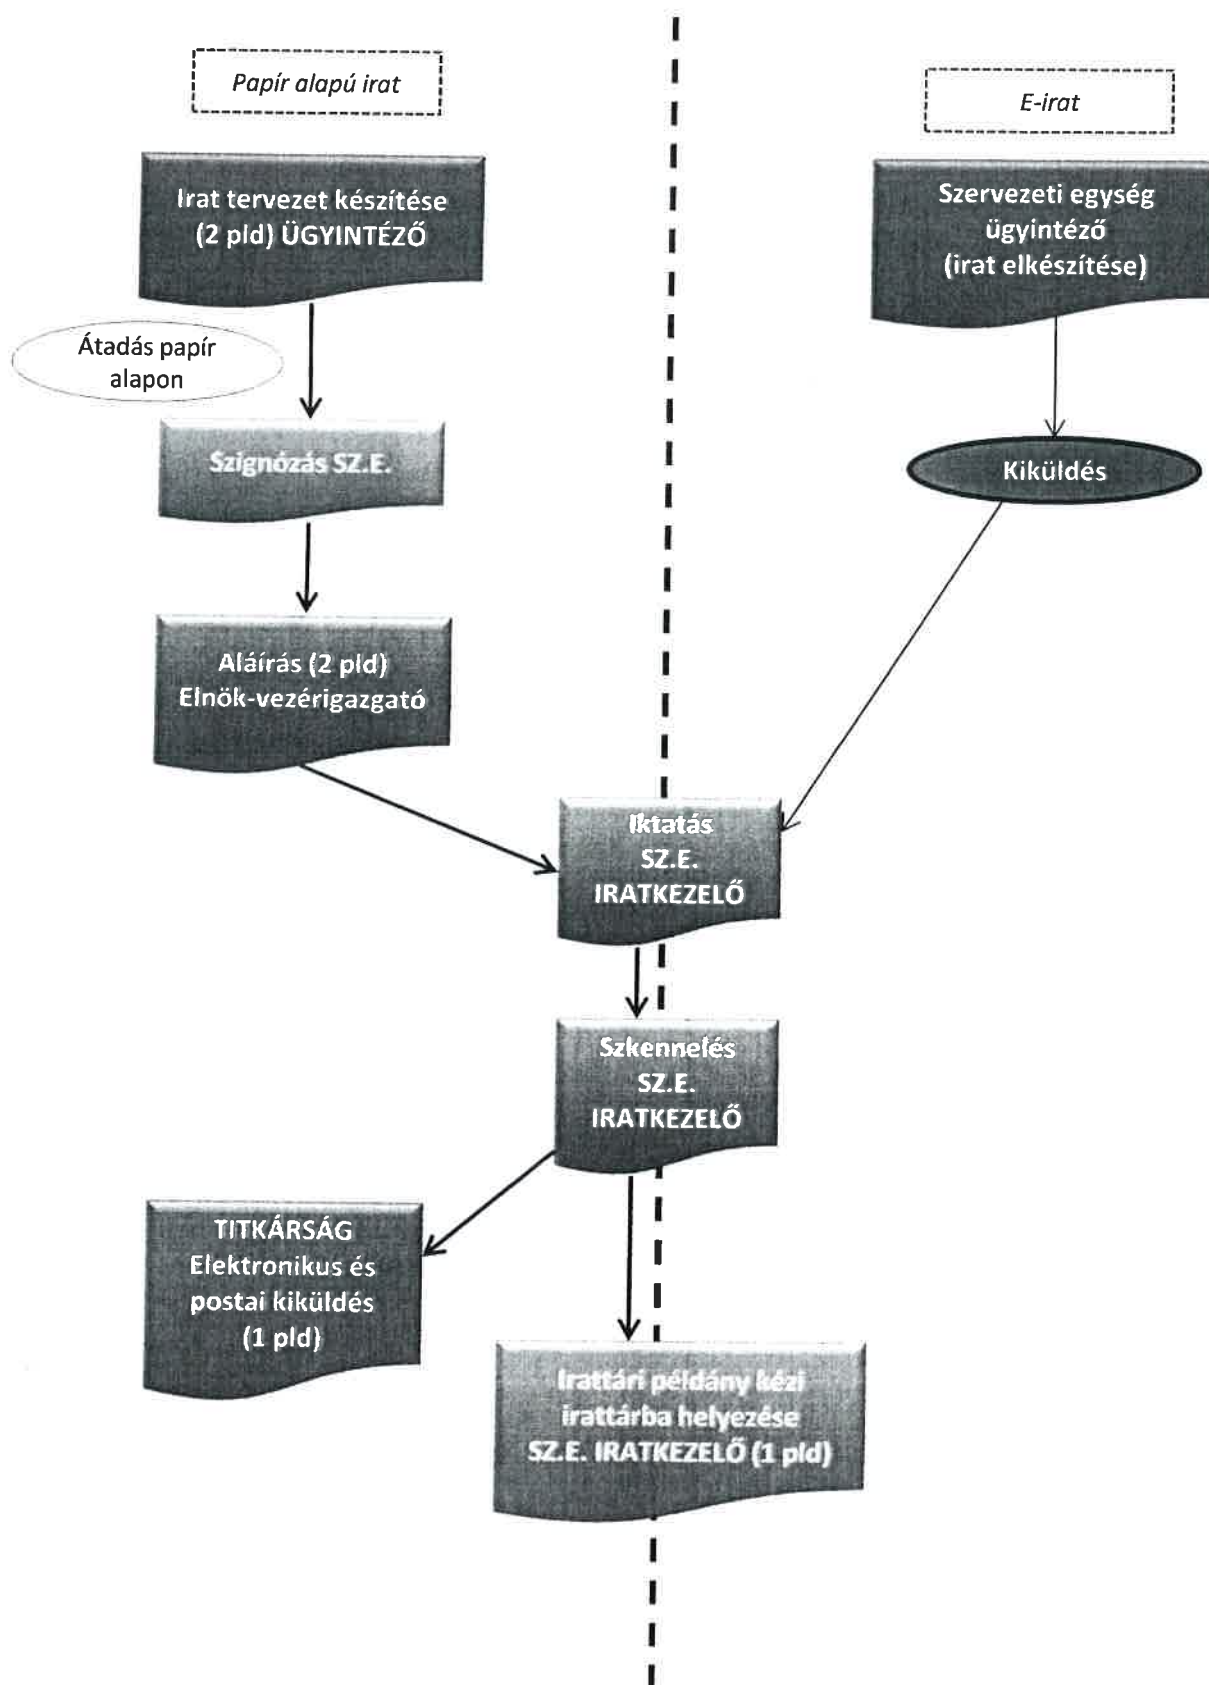 Papír alapú irat
E-irat
Irat tervezet készítése
(2 pld) ÜGYINTÉZŐ
Szervezeti egység
ügyintéző
(irat elkészítése)
Átadás papír
alapon
Szignózás SZ.E.
Kiküldés
Aláírás (2 pld)
Elnök-vezérigazgató
Iktatás
SZ.E.
IRATKEZELŐ
Szkennelés
SZ.E.
IRATKEZELŐ
TITKÁRSÁG
Elektronikus és
postai kiküldés
(1 pld)
Irattári példány kézi
irattárba helyezése
SZ.E. IRATKEZELŐ (1 pld)